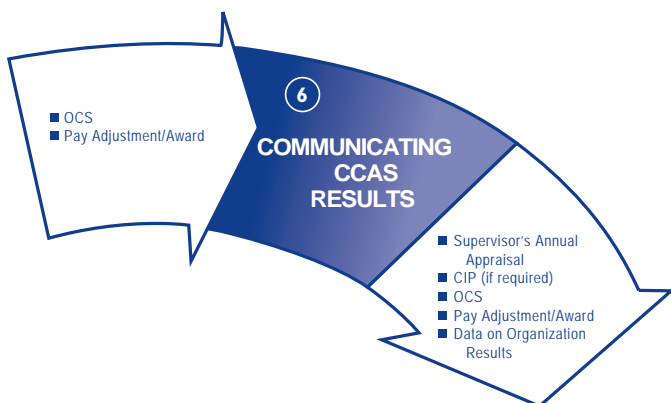 ■ OCS
■ Pay Adjustment/Award
6
COMMUNICATING
CCAS
RESULTS
■ Supervisor's Annual
Appraisal
■ CIP (if required)
■ OCS
■ Pay Adjustment/Award
■ Data on Organization
Results